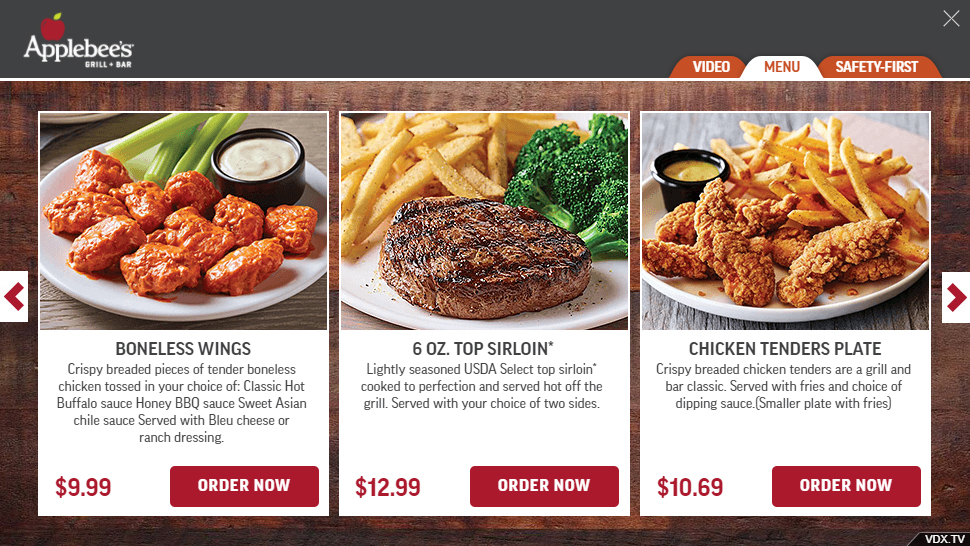 Applebee's
GRILL + BAR
VIDEO
MENU
SAFETY-FIRST
BONELESS WINGS
Crispy breaded pieces of tender boneless
chicken tossed in your choice of: Classic Hot
Buffalo sauce Honey BBQ sauce Sweet Asian
chile sauce Served with Bleu cheese or
ranch dressing.
$9.99
ORDER NOW
6 OZ. TOP SIRLOIN*
Lightly seasoned USDA Select top sirloin*
cooked to perfection and served hot off the
grill. Served with your choice of two sides.
$12.99
ORDER NOW
CHICKEN TENDERS PLATE
Crispy breaded chicken tenders are a grill and
bar classic. Served with fries and choice of
dipping sauce.(Smaller plate with fries)
$10.69
ORDER NOW
VDX.TV